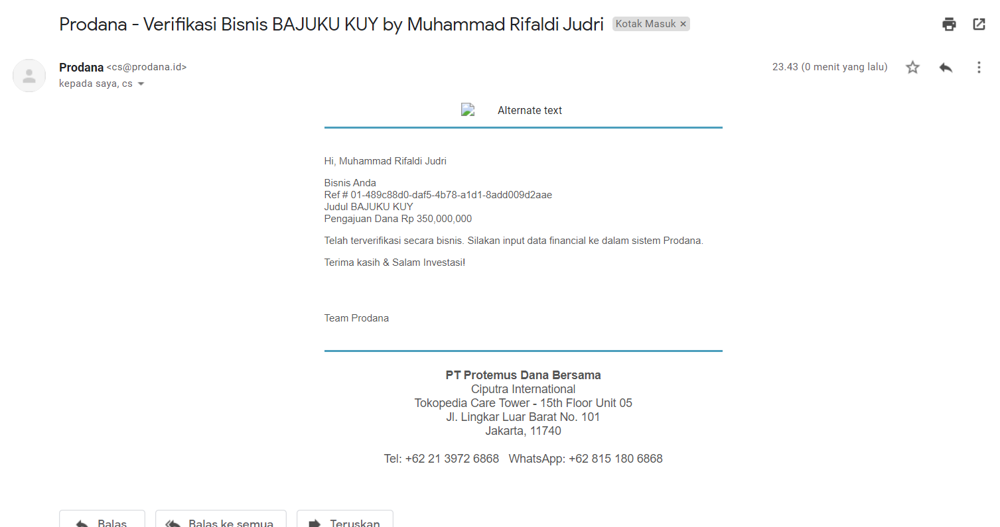 Prodana - Verifikasi Bisnis BAJUKU KUY by Muhammad Rifaldi Judri Kotak Masuk ×
Prodana <cs@prodana.id> 23.43 (0 menit yang lalu)
kepada saya, cs
Alternate text
Hi, Muhammad Rifaldi Judri
Bisnis Anda
Ref # 01-489c88d0-daf5-4b78-a1d1-8add009d2aae
Judul BAJUKU KUY
Pengajuan Dana Rp 350,000,000
Telah terverifikasi secara bisnis. Silakan input data financial ke dalam sistem Prodana.
Terima kasih & Salam Investasi!
Team Prodana
PT Protemus Dana Bersama
Ciputra International
Tokopedia Care Tower - 15th Floor Unit 05
Jl. Lingkar Luar Barat No. 101
Jakarta, 11740
Tel: +62 21 3972 6868 WhatsApp: +62 815 180 6868
Balas Balas ke semua Teruskan